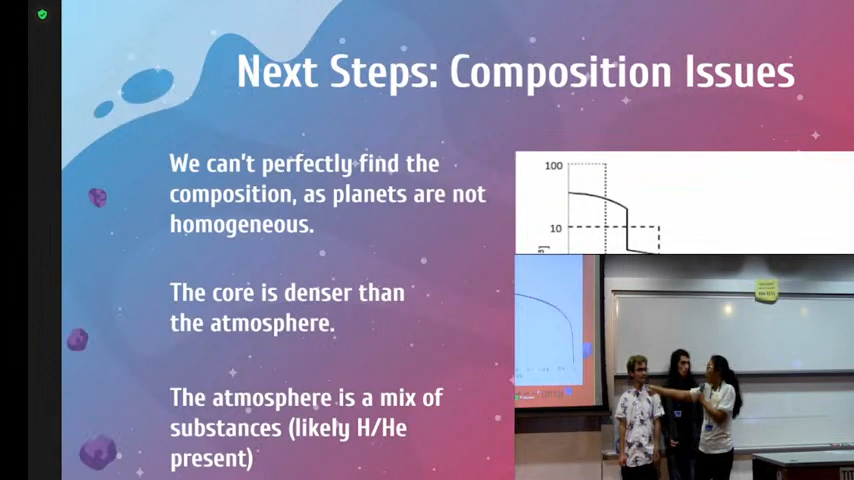 Next Steps: Composition Issues
We can't perfectly find the
composition, as planets are not
homogeneous.
The core is denser than
the atmosphere.
The atmosphere is a mix of
substances (likely H/He
present)
100
10